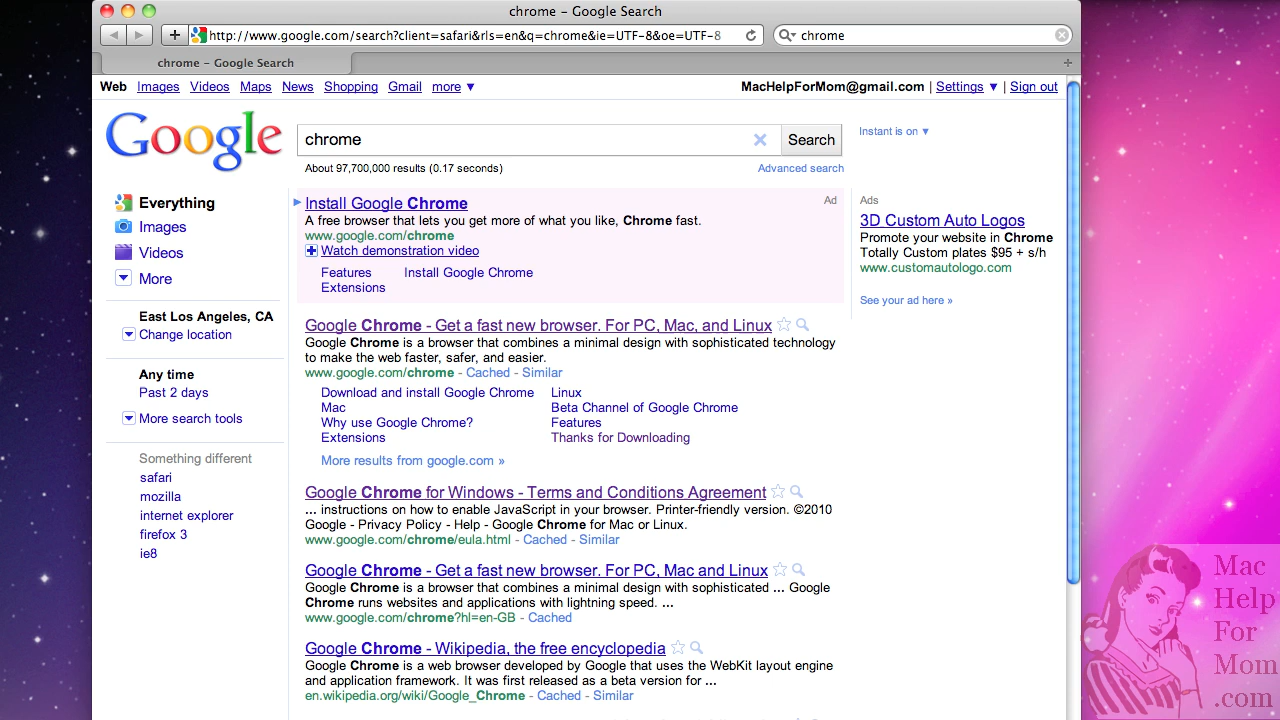 chrome – Google Search
http://www.google.com/search?client=safari&rls=en&q=chrome&ie=UTF-8&oe=UTF-8
chrome
chrome – Google Search
Web Images Videos Maps News Shopping Gmail more ▼
MacHelpForMom@gmail.com | Settings ▼ | Sign out
Google
chrome
Search
Instant is on ▼
About 97,700,000 results (0.17 seconds)
Advanced search
Everything
Images
Videos
More
East Los Angeles, CA
Change location
Any time
Past 2 days
More search tools
Something different
safari
mozilla
internet explorer
firefox 3
ie8
Install Google Chrome
Ad
A free browser that lets you get more of what you like, Chrome fast.
www.google.com/chrome
Watch demonstration video
Features Install Google Chrome
Extensions
Google Chrome - Get a fast new browser. For PC, Mac, and Linux
Google Chrome is a browser that combines a minimal design with sophisticated technology
to make the web faster, safer, and easier.
www.google.com/chrome - Cached - Similar
Download and install Google Chrome Linux
Mac Beta Channel of Google Chrome
Why use Google Chrome? Features
Extensions Thanks for Downloading
More results from google.com »
Google Chrome for Windows - Terms and Conditions Agreement
... instructions on how to enable JavaScript in your browser. Printer-friendly version. ©2010
Google - Privacy Policy - Help - Google Chrome for Mac or Linux.
www.google.com/chrome/eula.html - Cached - Similar
Google Chrome - Get a fast new browser. For PC, Mac and Linux
Google Chrome is a browser that combines a minimal design with sophisticated ... Google
Chrome runs websites and applications with lightning speed. ...
www.google.com/chrome?hl=en-GB - Cached
Google Chrome - Wikipedia, the free encyclopedia
Google Chrome is a web browser developed by Google that uses the WebKit layout engine
and application framework. It was first released as a beta version for ...
en.wikipedia.org/wiki/Google_Chrome - Cached - Similar
Ads
3D Custom Auto Logos
Promote your website in Chrome
Totally Custom plates $95 + s/h
www.customautologo.com
See your ad here »
Mac
Help
For
Mom
.com